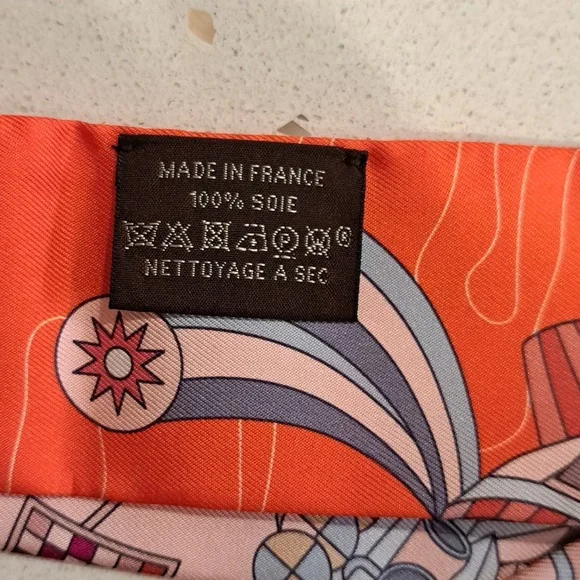 MADE IN FRANCE
100% SOIE
P W ®
NETTOYAGE A SEC